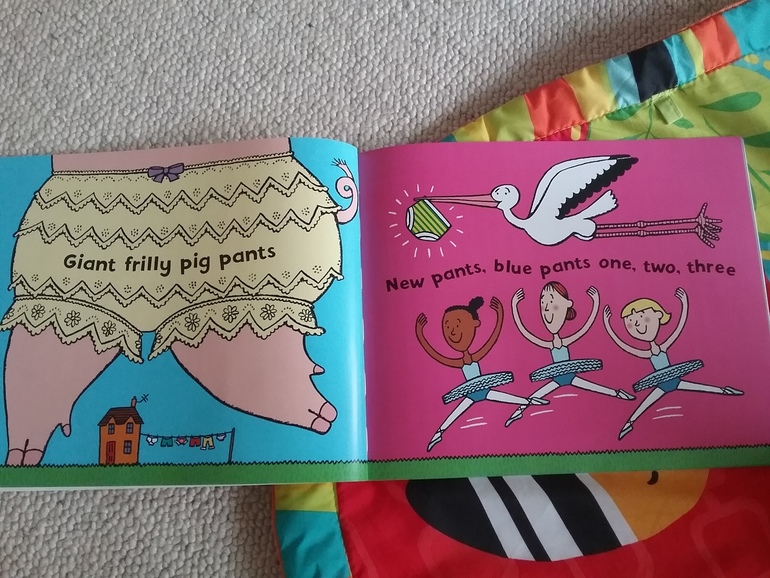 Giant frilly pig pants
New pants, blue pants one, two, three